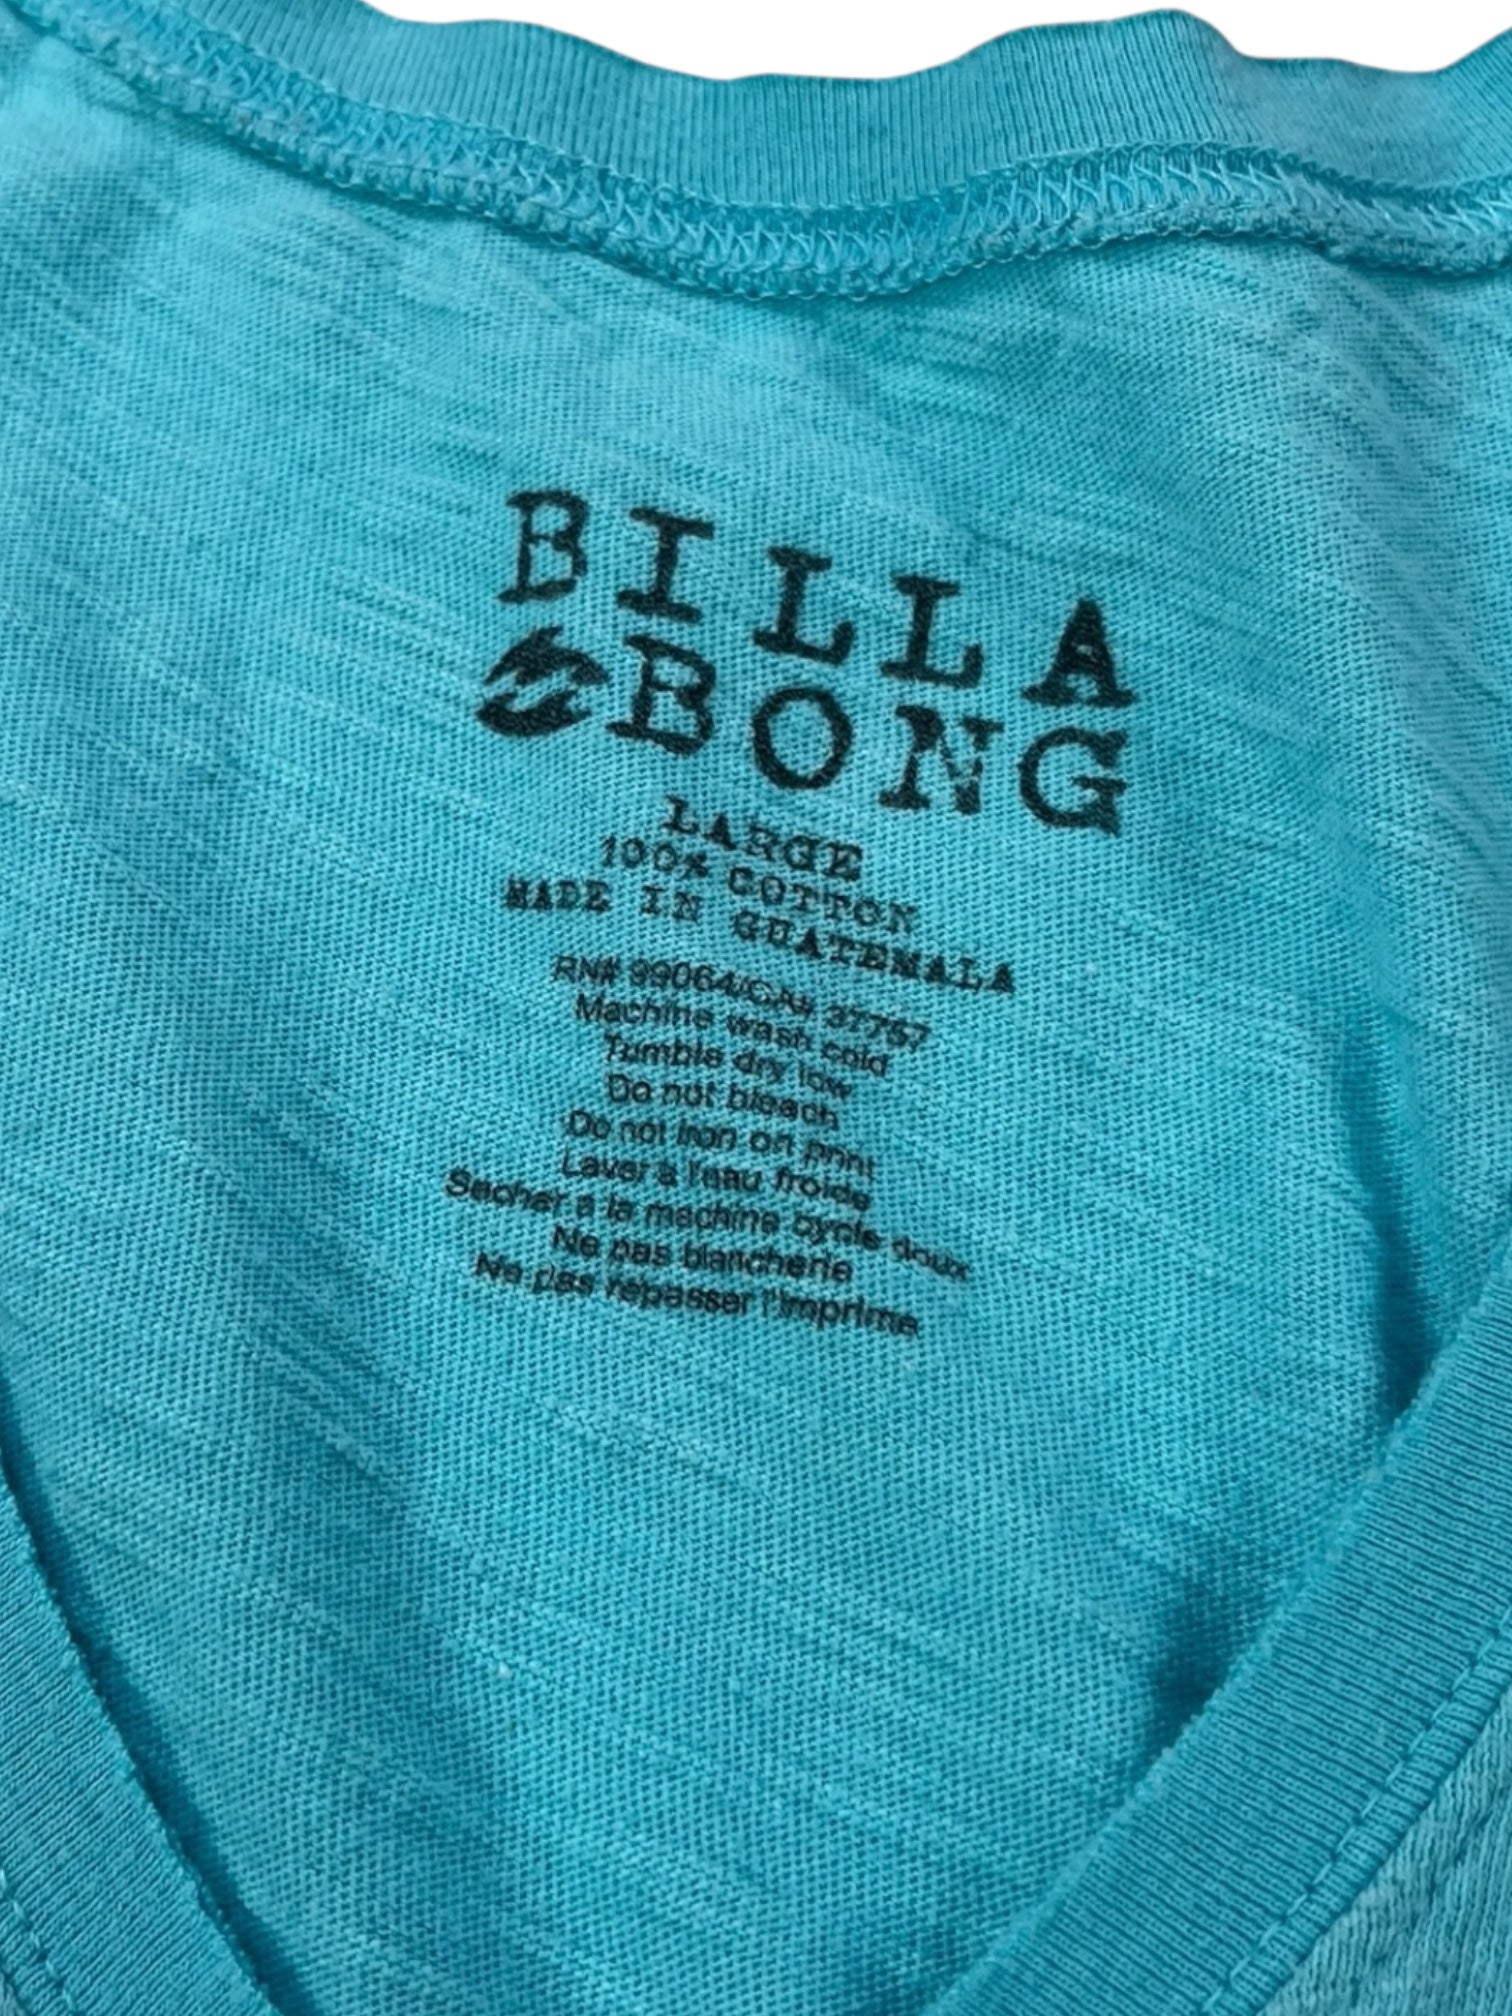 BILLA
BONG
LARGE
100% COTTON
MADE IN GUATEMALA
RN# 99064/CA# 37757
Machine wash cold
Tumble dry low
Do not bleach
Do not iron on print
Laver à l'eau froide
Secher à la machine cycle doux
Ne pas blancherie
Ne pas repasser l'imprime